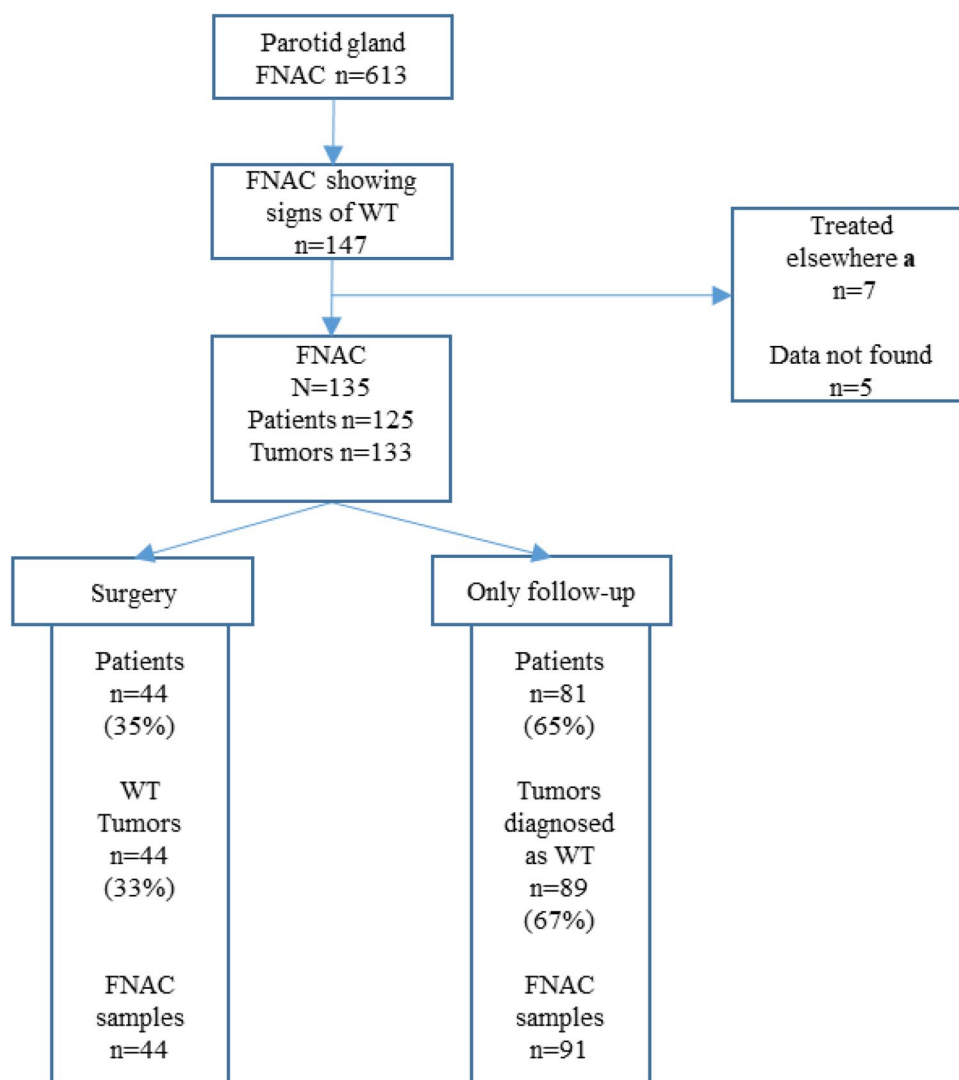 Parotid gland
FNAC n=613
FNAC showing
signs of WT
n=147
Treated
elsewhere a
n=7
Data not found
n=5
FNAC
N=135
Patients n=125
Tumors n=133
Surgery
Patients
n=44
(35%)
WT
Tumors
n=44
(33%)
FNAC
samples
n=44
Only follow-up
Patients
n=81
(65%)
Tumors
diagnosed
as WT
n=89
(67%)
FNAC
samples
n=91